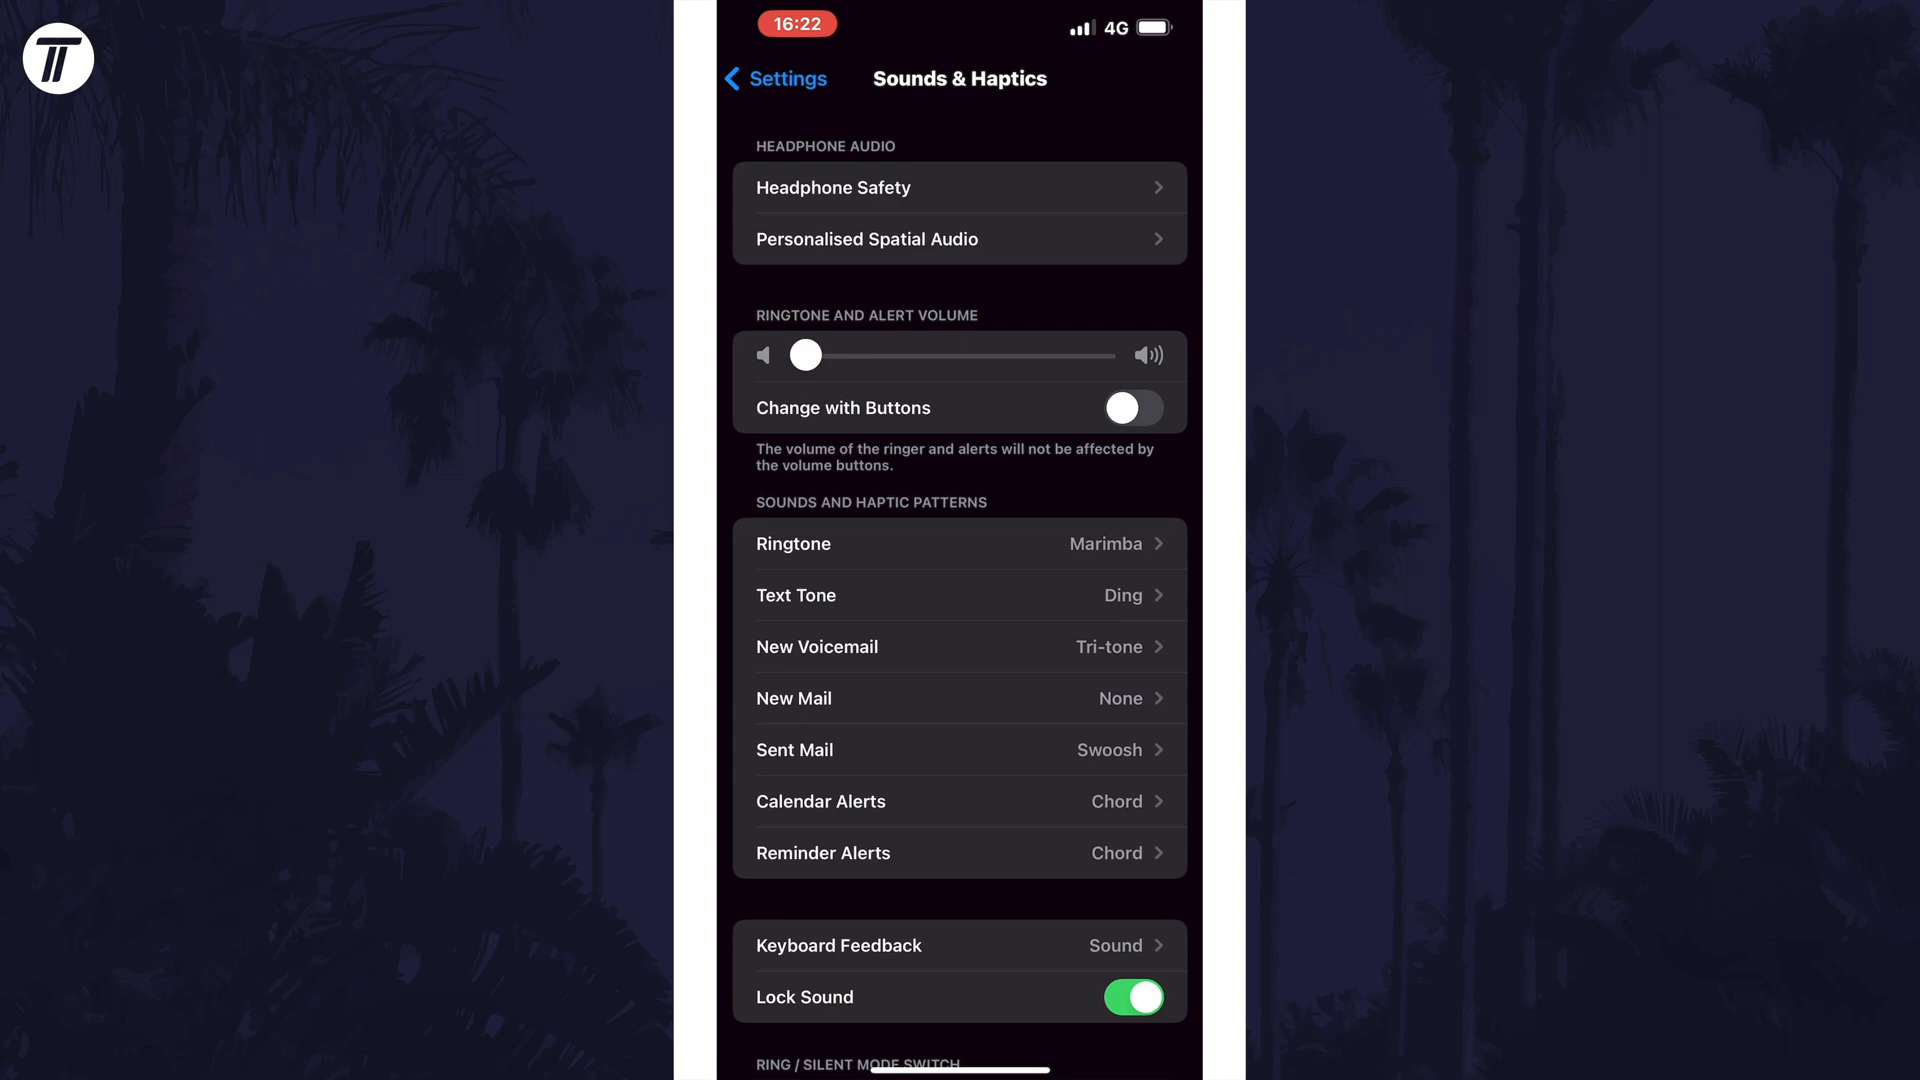 16:22
4G
Settings
Sounds & Haptics
HEADPHONE AUDIO
Headphone Safety
Personalised Spatial Audio
RINGTONE AND ALERT VOLUME
Change with Buttons
The volume of the ringer and alerts will not be affected by
the volume buttons.
SOUNDS AND HAPTIC PATTERNS
Ringtone Marimba
Text Tone Ding
New Voicemail Tri-tone
New Mail None
Sent Mail Swoosh
Calendar Alerts Chord
Reminder Alerts Chord
Keyboard Feedback Sound
Lock Sound
RING / SILENT MODE SWITCH